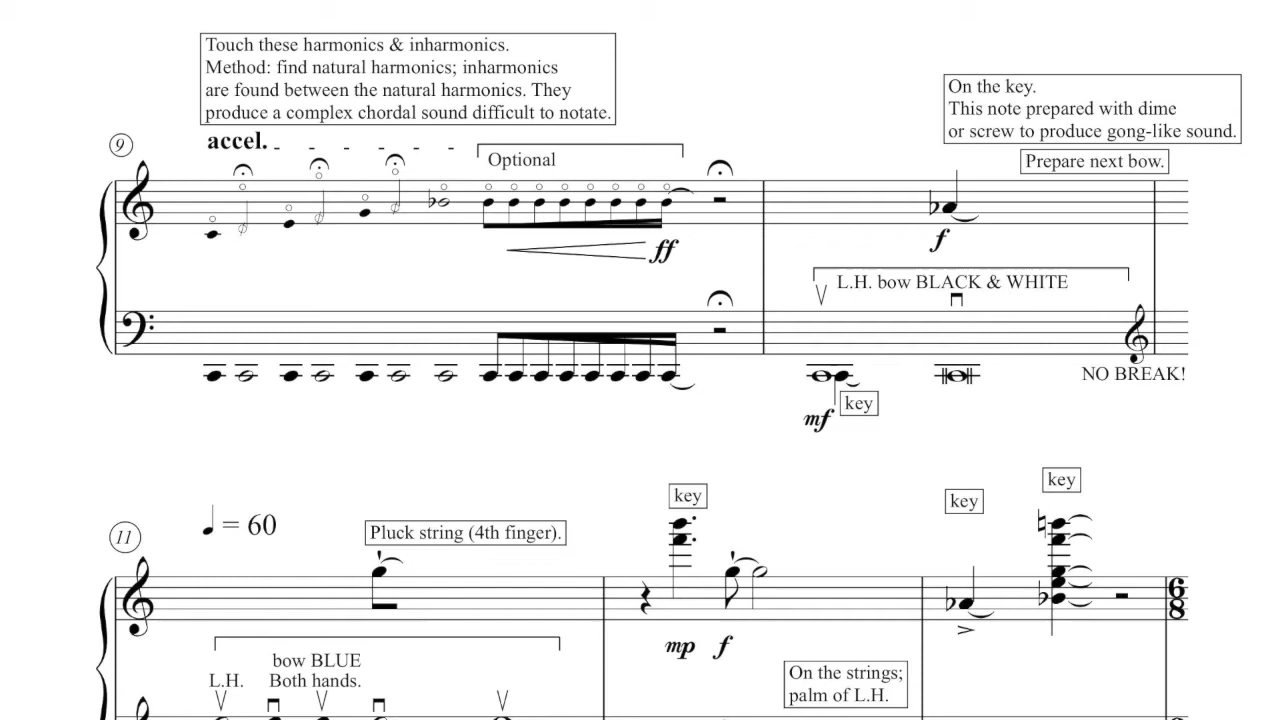 Touch these harmonics & inharmonics.
Method: find natural harmonics; inharmonics
are found between the natural harmonics. They
produce a complex chordal sound difficult to notate.
On the key.
This note prepared with dime
or screw to produce gong-like sound.
9
accel.
Optional
Prepare next bow.
ff
f
L.H. bow BLACK & WHITE
NO BREAK!
key
mf
key
key
key
11
= 60
Pluck string (4th finger).
6
8
mp
f
bow BLUE
L.H. Both hands.
On the strings;
palm of L.H.